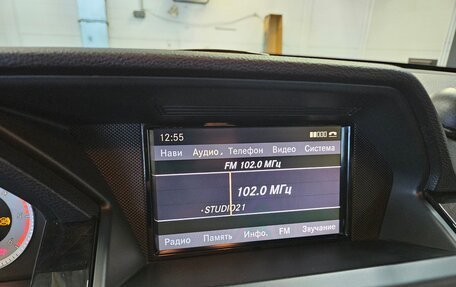 12:55
Нави Аудио Телефон Видео Система
FM 102.0 МГц
102.0 МГц
STUDIO21
Радио Память Инфо. FM Звучание